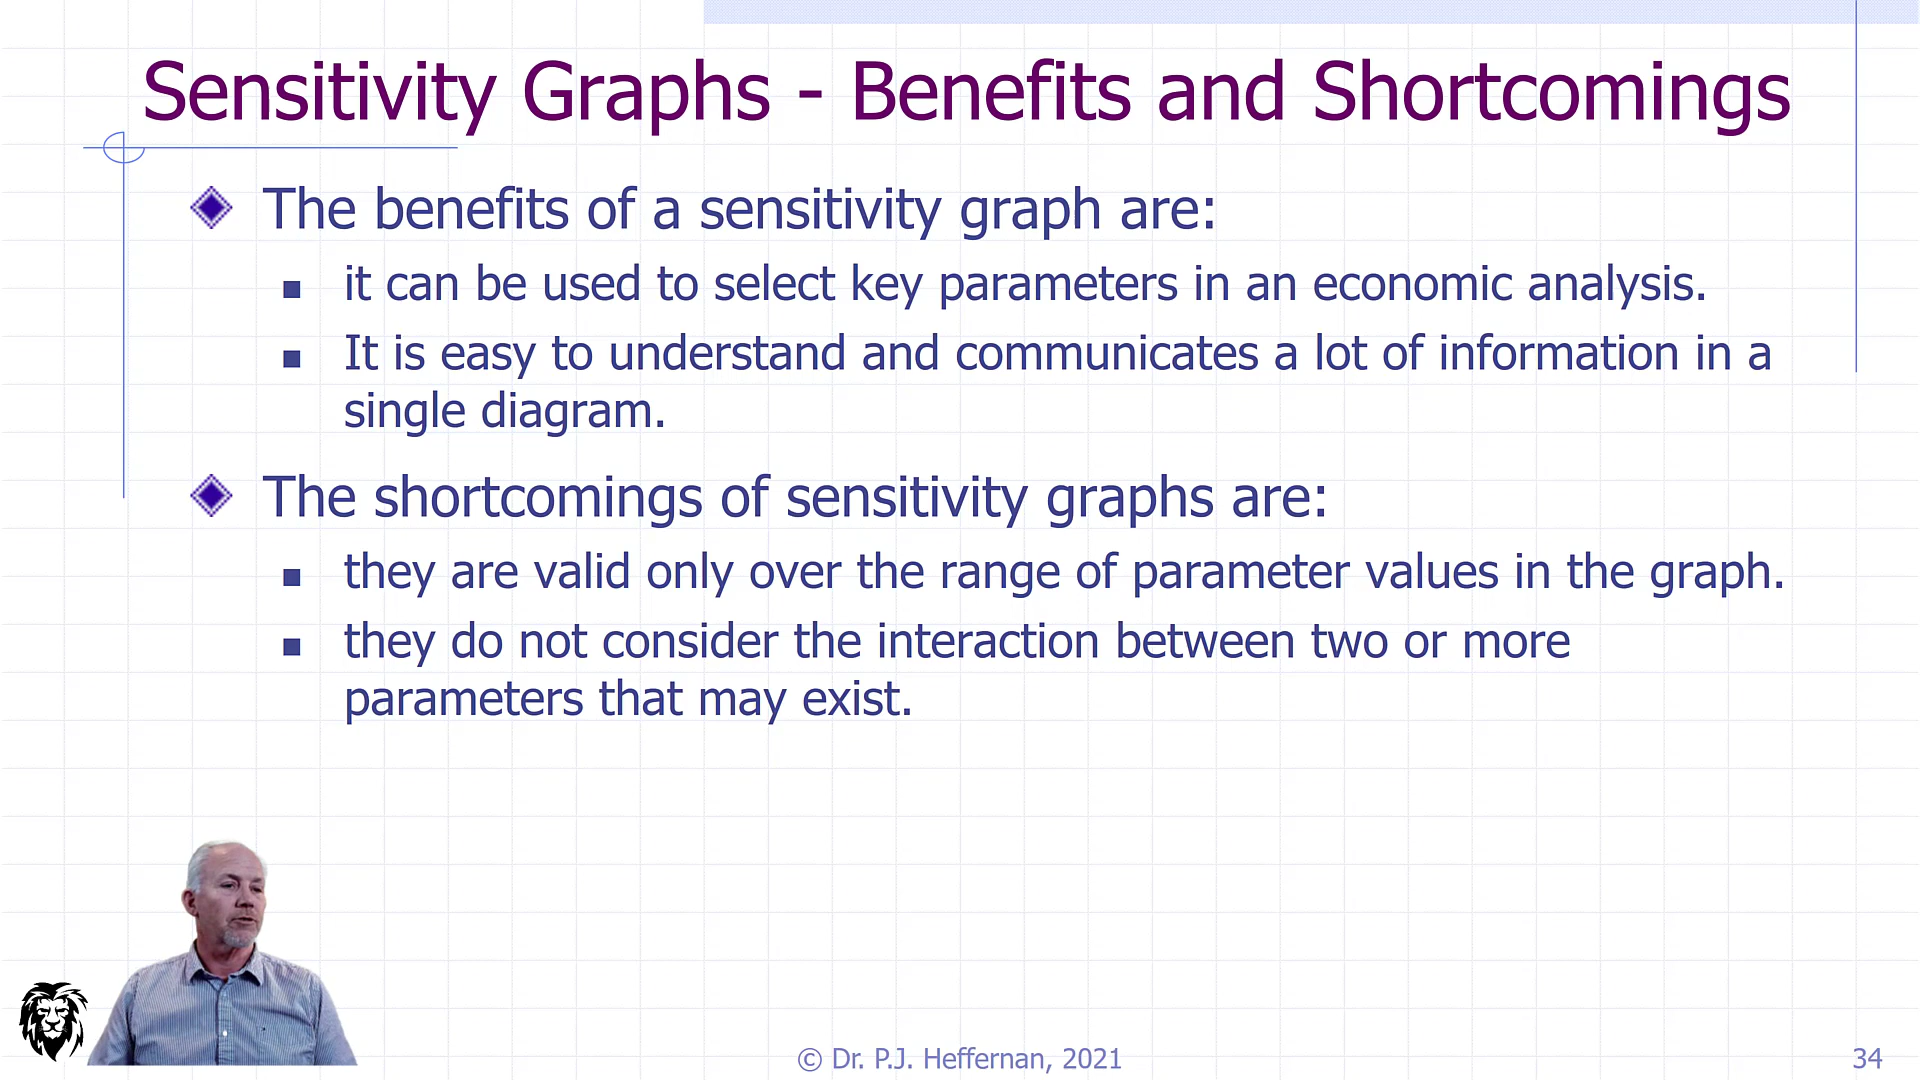 Sensitivity Graphs - Benefits and Shortcomings
The benefits of a sensitivity graph are:
it can be used to select key parameters in an economic analysis.
It is easy to understand and communicates a lot of information in a
single diagram.
The shortcomings of sensitivity graphs are:
they are valid only over the range of parameter values in the graph.
they do not consider the interaction between two or more
parameters that may exist.
© Dr. P.J. Heffernan, 2021
34